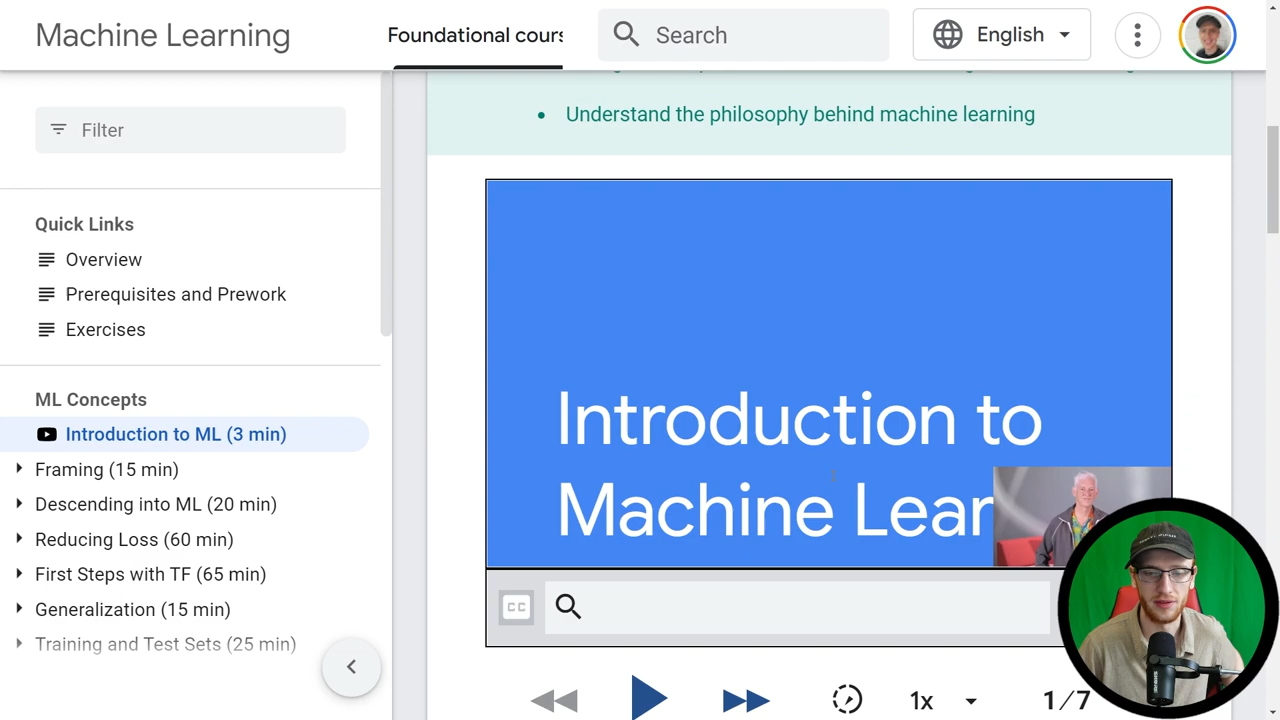 Machine Learning
Foundational cours
Search
English
Filter
Quick Links
Overview
Prerequisites and Prework
Exercises
ML Concepts
Introduction to ML (3 min)
Framing (15 min)
Descending into ML (20 min)
Reducing Loss (60 min)
First Steps with TF (65 min)
Generalization (15 min)
Training and Test Sets (25 min)
• Understand the philosophy behind machine learning
Introduction to
Machine Lear
CC
1x
1/7